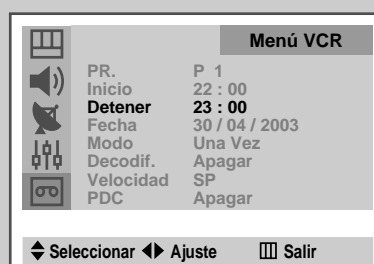 Menú VCR
PR. P 1
Inicio 22 : 00
Detener 23 : 00
Fecha 30 / 04 / 2003
Modo Una Vez
Decodif. Apagar
Velocidad SP
PDC Apagar
Seleccionar Ajuste Salir